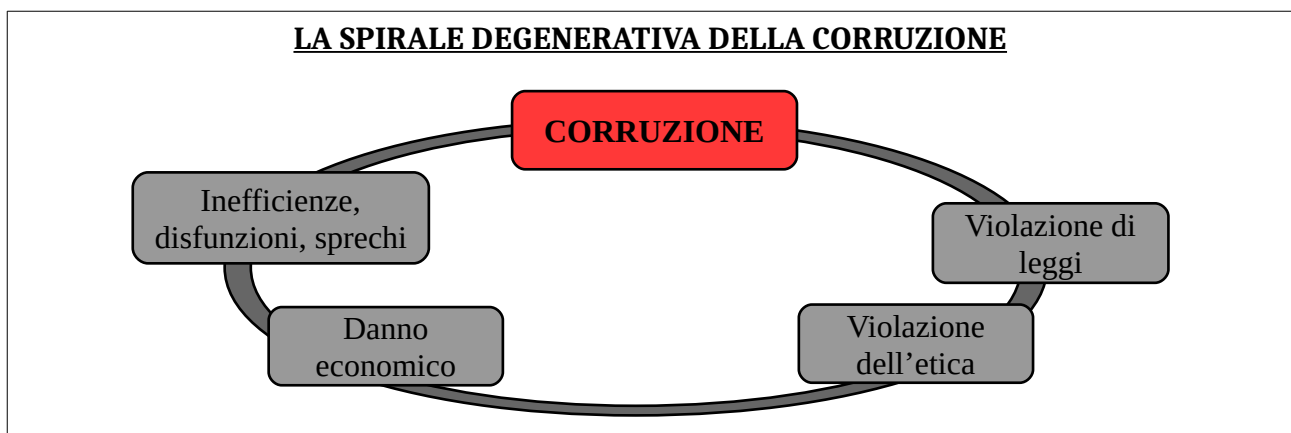 LA SPIRALE DEGENERATIVA DELLA CORRUZIONE
CORRUZIONE
Inefficienze,
disfunzioni, sprechi
Violazione di
leggi
Danno
economico
Violazione
dell’etica